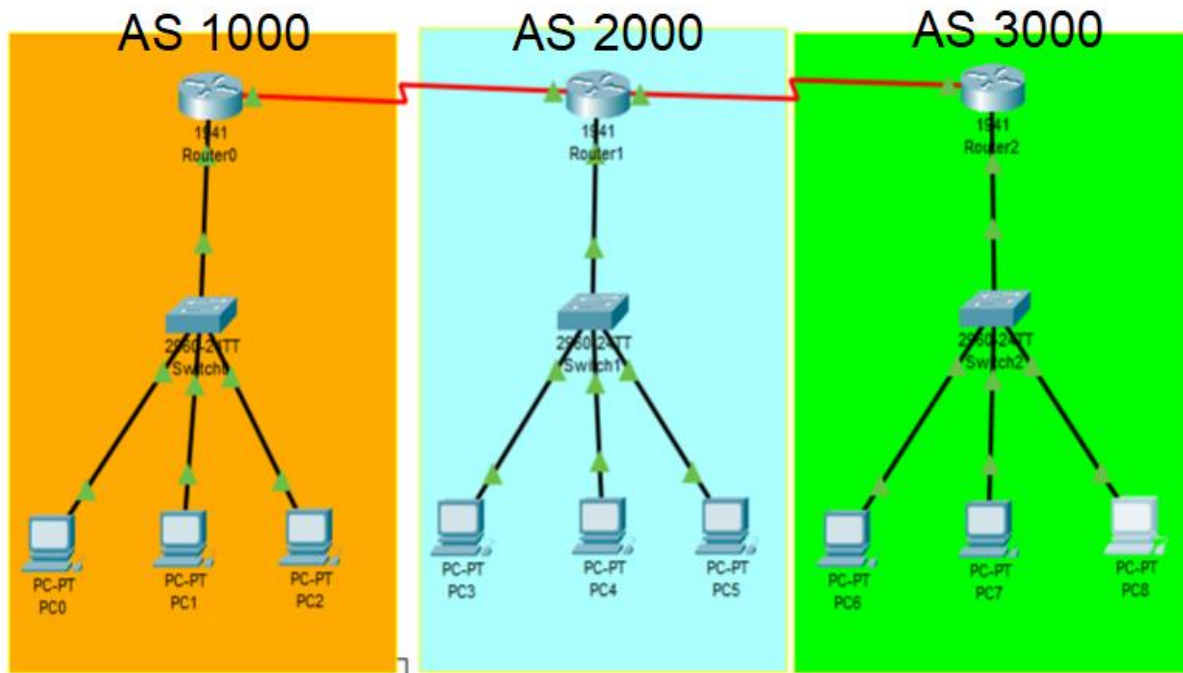 AS 1000
AS 2000
AS 3000
1941
Router0
1941
Router1
1941
Router2
2960-24TT
Switch0
2960-24TT
Switch1
2960-24TT
Switch2
PC-PT
PC0
PC-PT
PC1
PC-PT
PC2
PC-PT
PC3
PC-PT
PC4
PC-PT
PC5
PC-PT
PC6
PC-PT
PC7
PC-PT
PC8